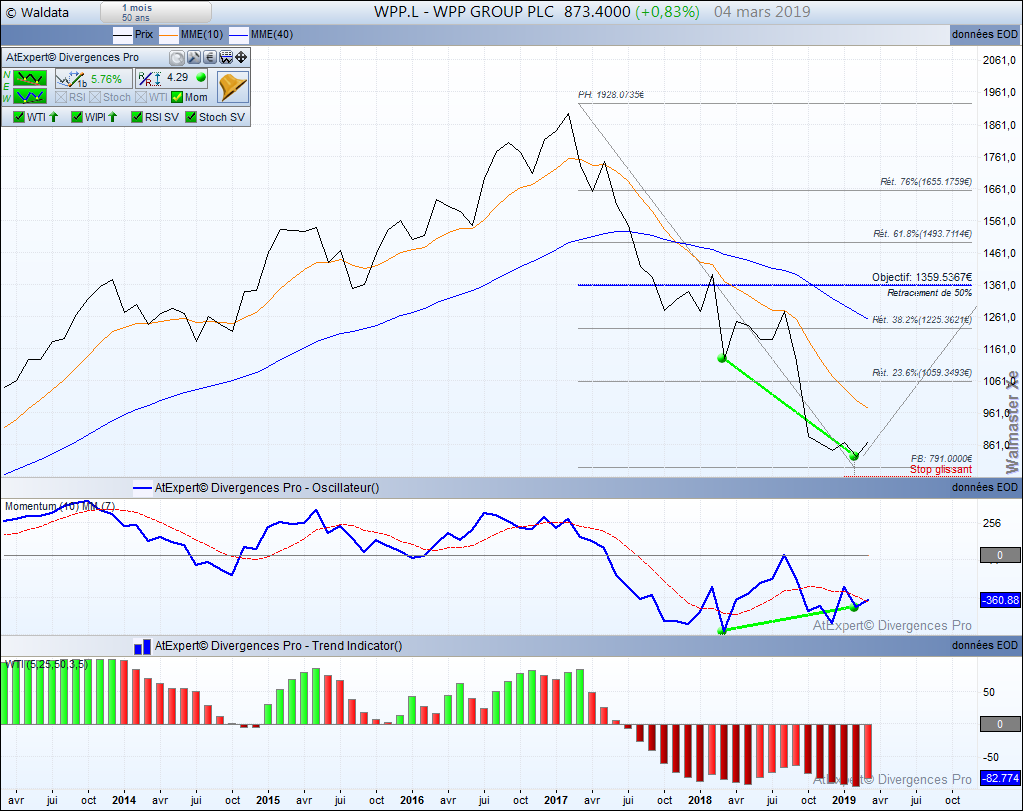 © Waldata
1 mois
50 ans
WPP.L - WPP GROUP PLC 873.4000 (+0,83%) 04 mars 2019
Prix MME(10) MME(40)
données EOD
AtExpert© Divergences Pro
NEW
1b 5.76% R/R 4.29
RSI Stoch WTI Mom
WTI WIPI RSI SV Stoch SV
2061,0
1961,0
1861,0
1761,0
1661,0
1561,0
1461,0
1361,0
1261,0
1161,0
1061,0
961,0
861,0
PH: 1928.0735€
Rét. 76%(1655.1759€)
Rét. 61.8%(1493.7114€)
Objectif: 1359.5367€
Retracement de 50%
Rét. 38.2%(1225.3621€)
Rét. 23.6%(1059.3493€)
PB: 791.0000€
Stop glissant
Walmaster Xe
AtExpert© Divergences Pro - Oscillateur()
données EOD
Momentum (10) MM (7)
256
0
-360.88
AtExpert© Divergences Pro
AtExpert© Divergences Pro - Trend Indicator()
données EOD
WTI (5,25,50,3,5)
50
0
-50
-82.774
AtExpert© Divergences Pro
avr jui oct 2014 avr jui oct 2015 avr jui oct 2016 avr jui oct 2017 avr jui oct 2018 avr jui oct 2019 avr jui oct